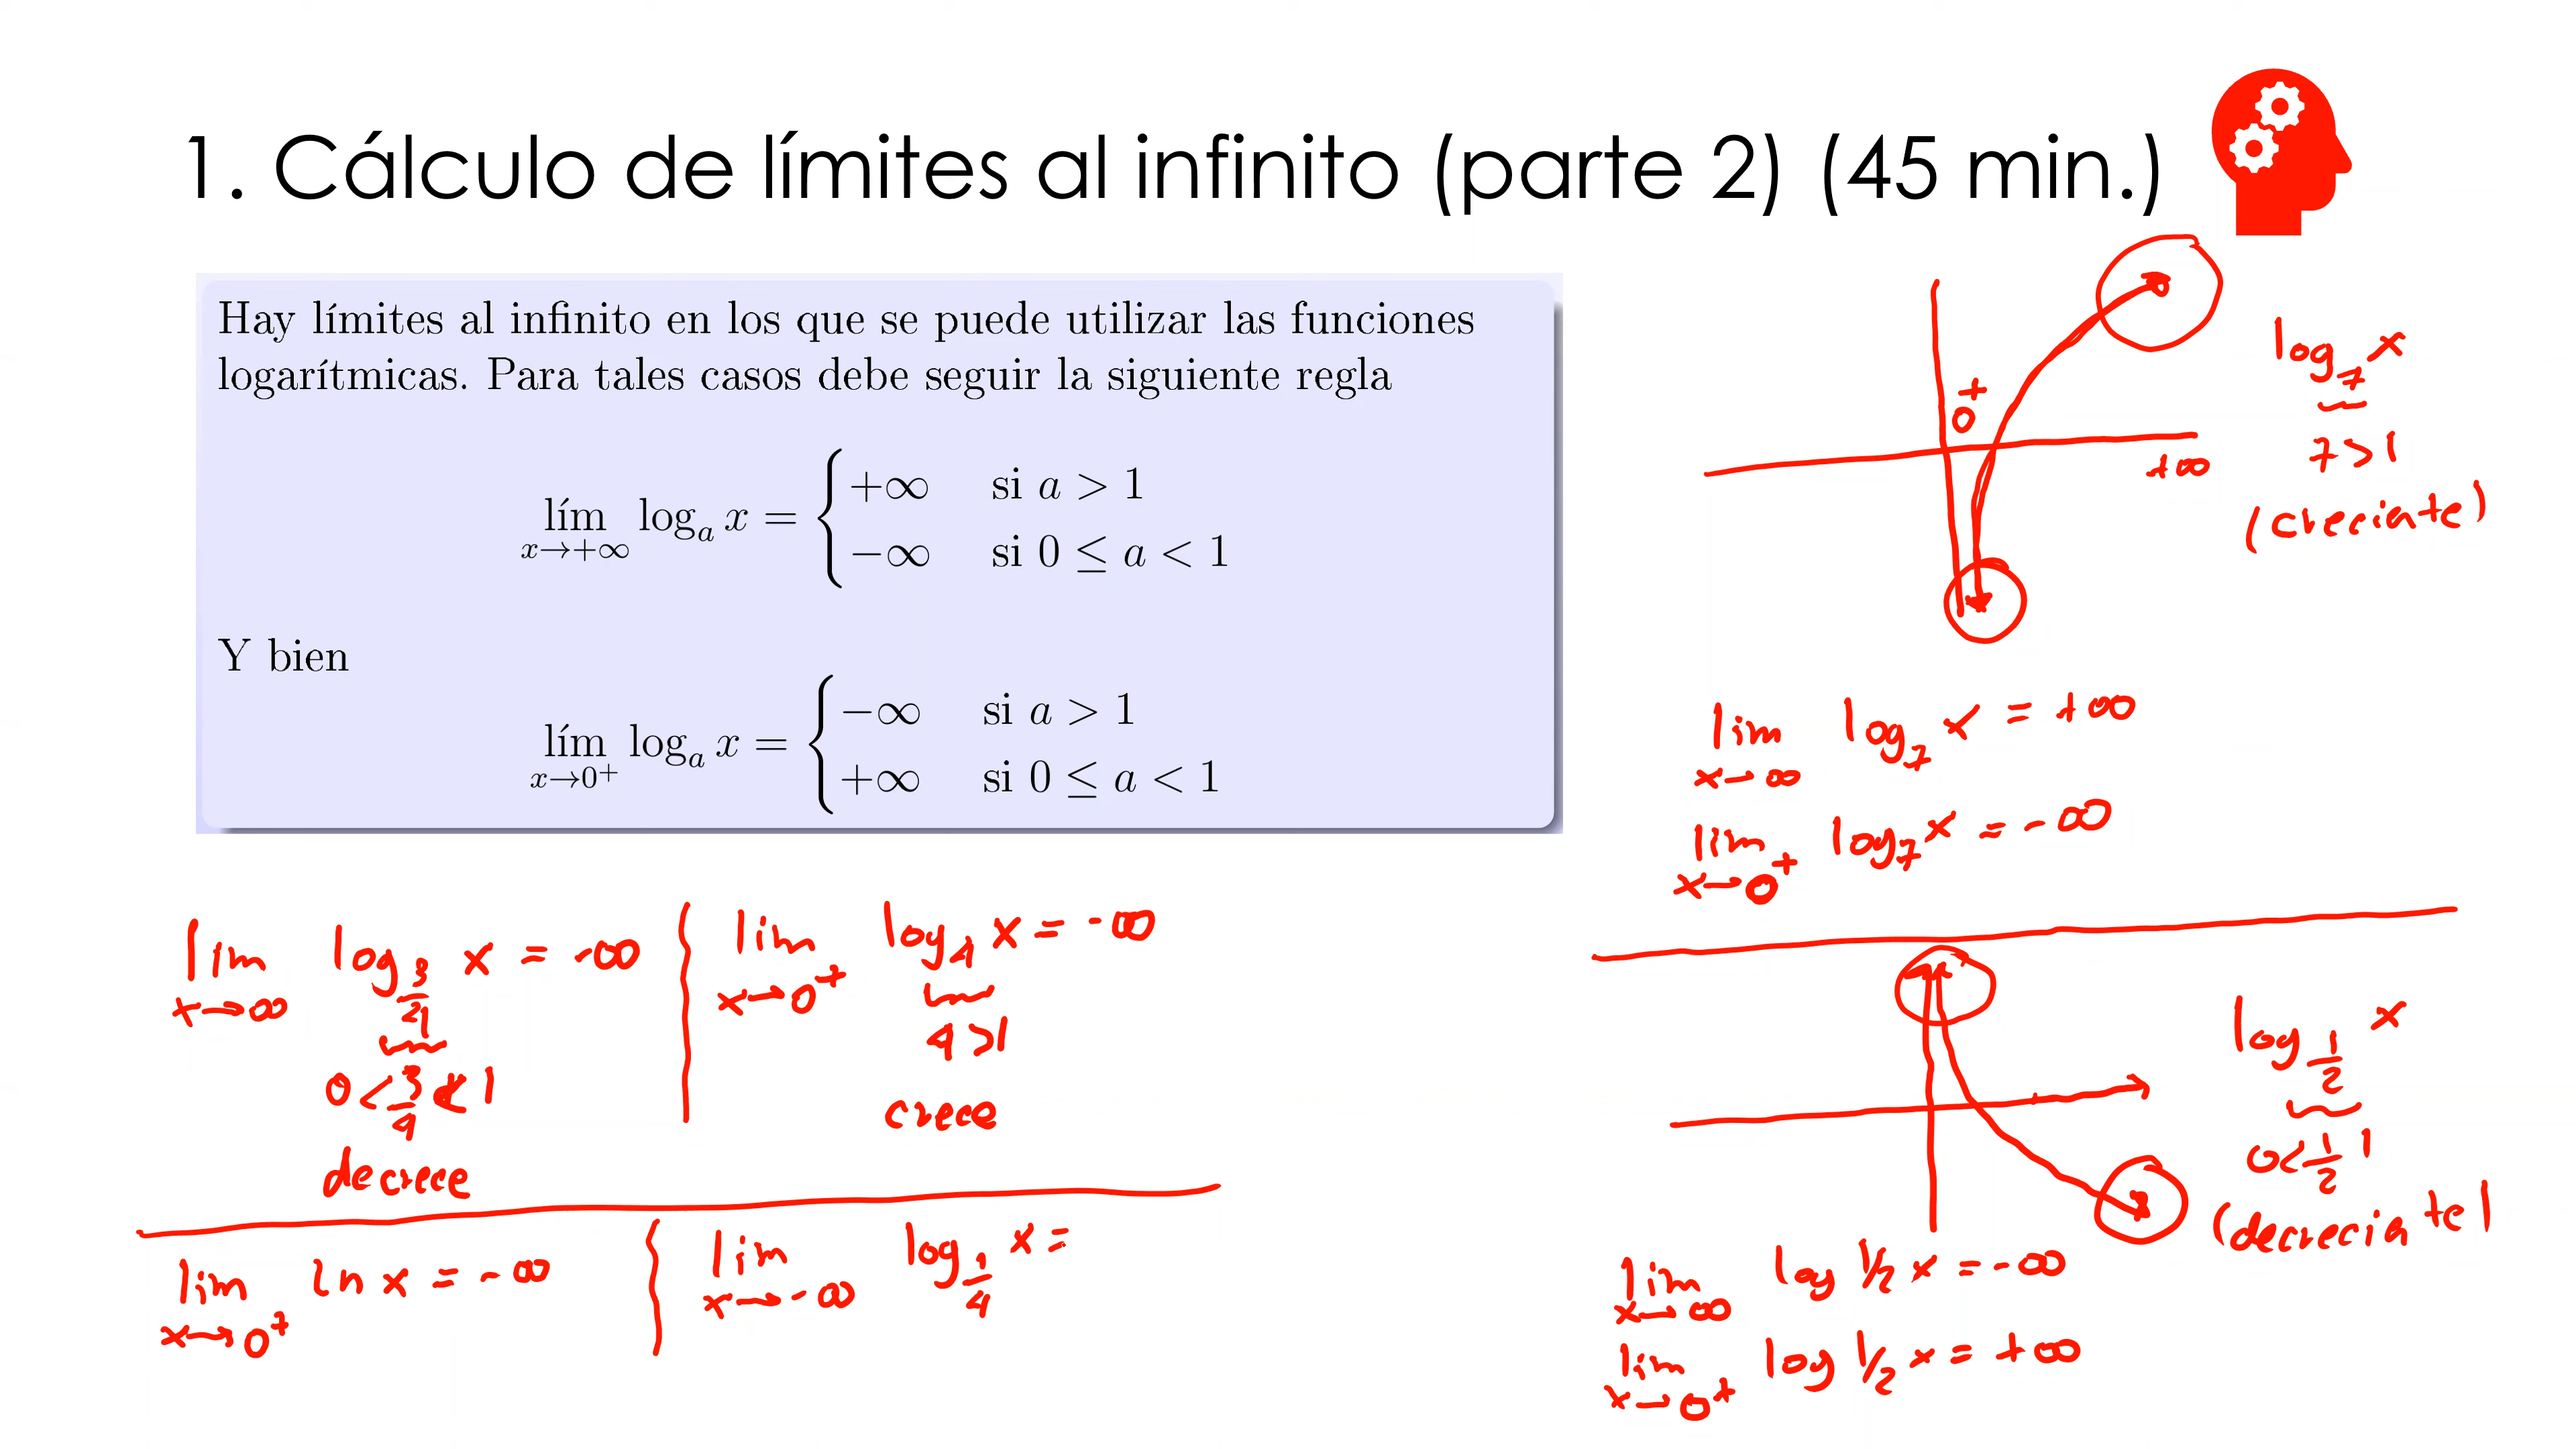 1. Cálculo de límites al infinito (parte 2) (45 min.)
Hay límites al infinito en los que se puede utilizar las funciones
logarítmicas. Para tales casos debe seguir la siguiente regla
lím x→+∞ log_a x = { +∞ si a > 1
−∞ si 0 ≤ a < 1
Y bien
lím x→0⁺ log_a x = { −∞ si a > 1
+∞ si 0 ≤ a < 1
0⁺
+∞
log_7 x
7>1
(creciente)
lim x→∞ log_7 x = +∞
lim x→0⁺ log_7 x = -∞
log_{1/2} x
0<1/2 1
(decreciente)
lim x→∞ log 1/2 x = -∞
lim x→0⁺ log 1/2 x = +∞
lim x→∞ log_{3/4} x = -∞
0<3/4<1
decrece
lim x→0⁺ log_4 x = -∞
4>1
crece
lim x→0⁺ ln x = -∞
lim x→-∞ log_{1/4} x =